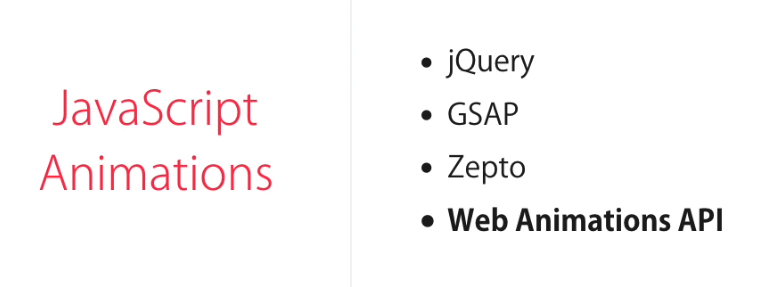 JavaScript
Animations
• jQuery
• GSAP
• Zepto
• Web Animations API